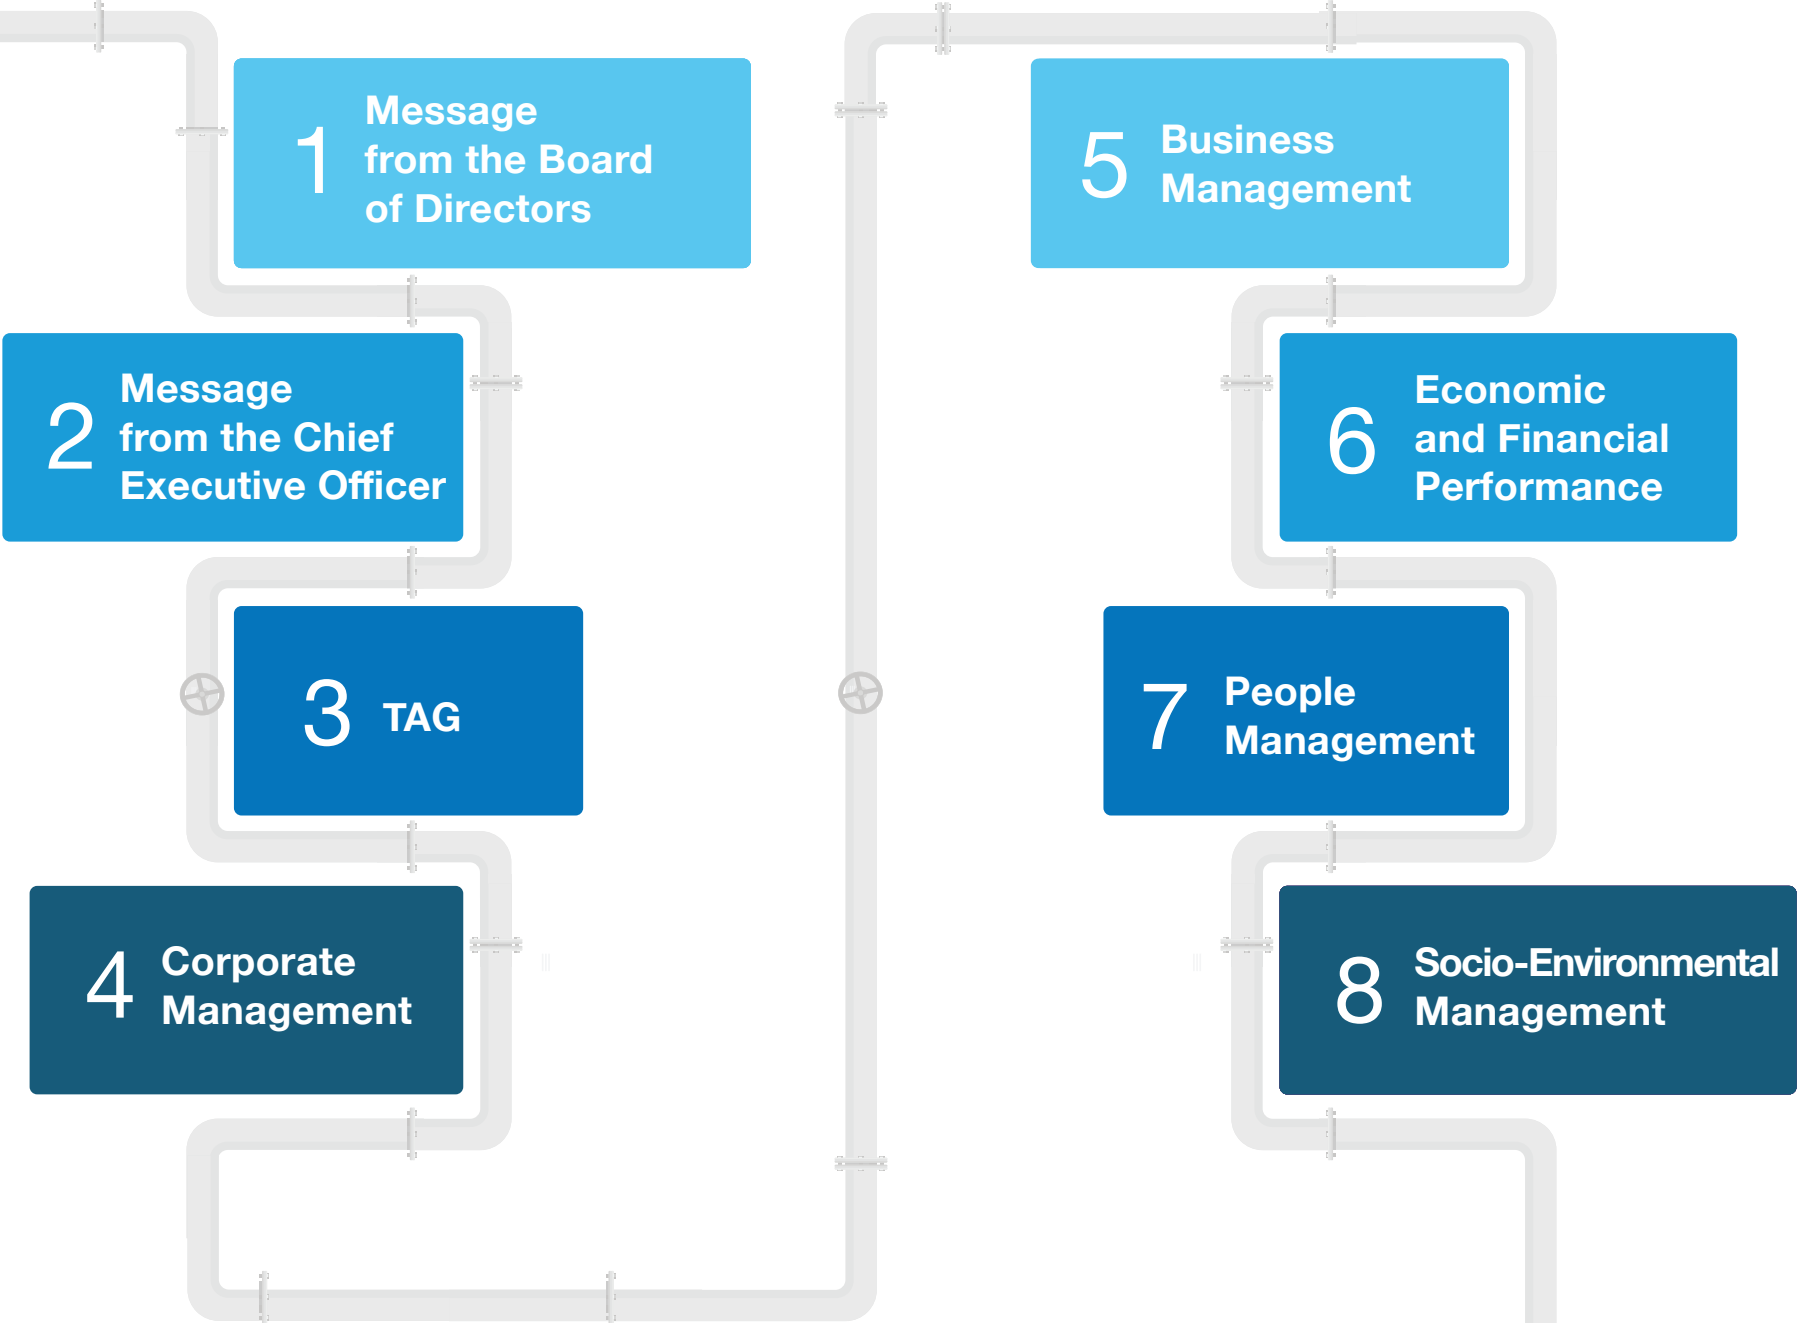 1
Message
from the Board
of Directors
2
Message
from the Chief
Executive Officer
3
TAG
4
Corporate
Management
5
Business
Management
6
Economic
and Financial
Performance
7
People
Management
8
Socio-Environmental
Management